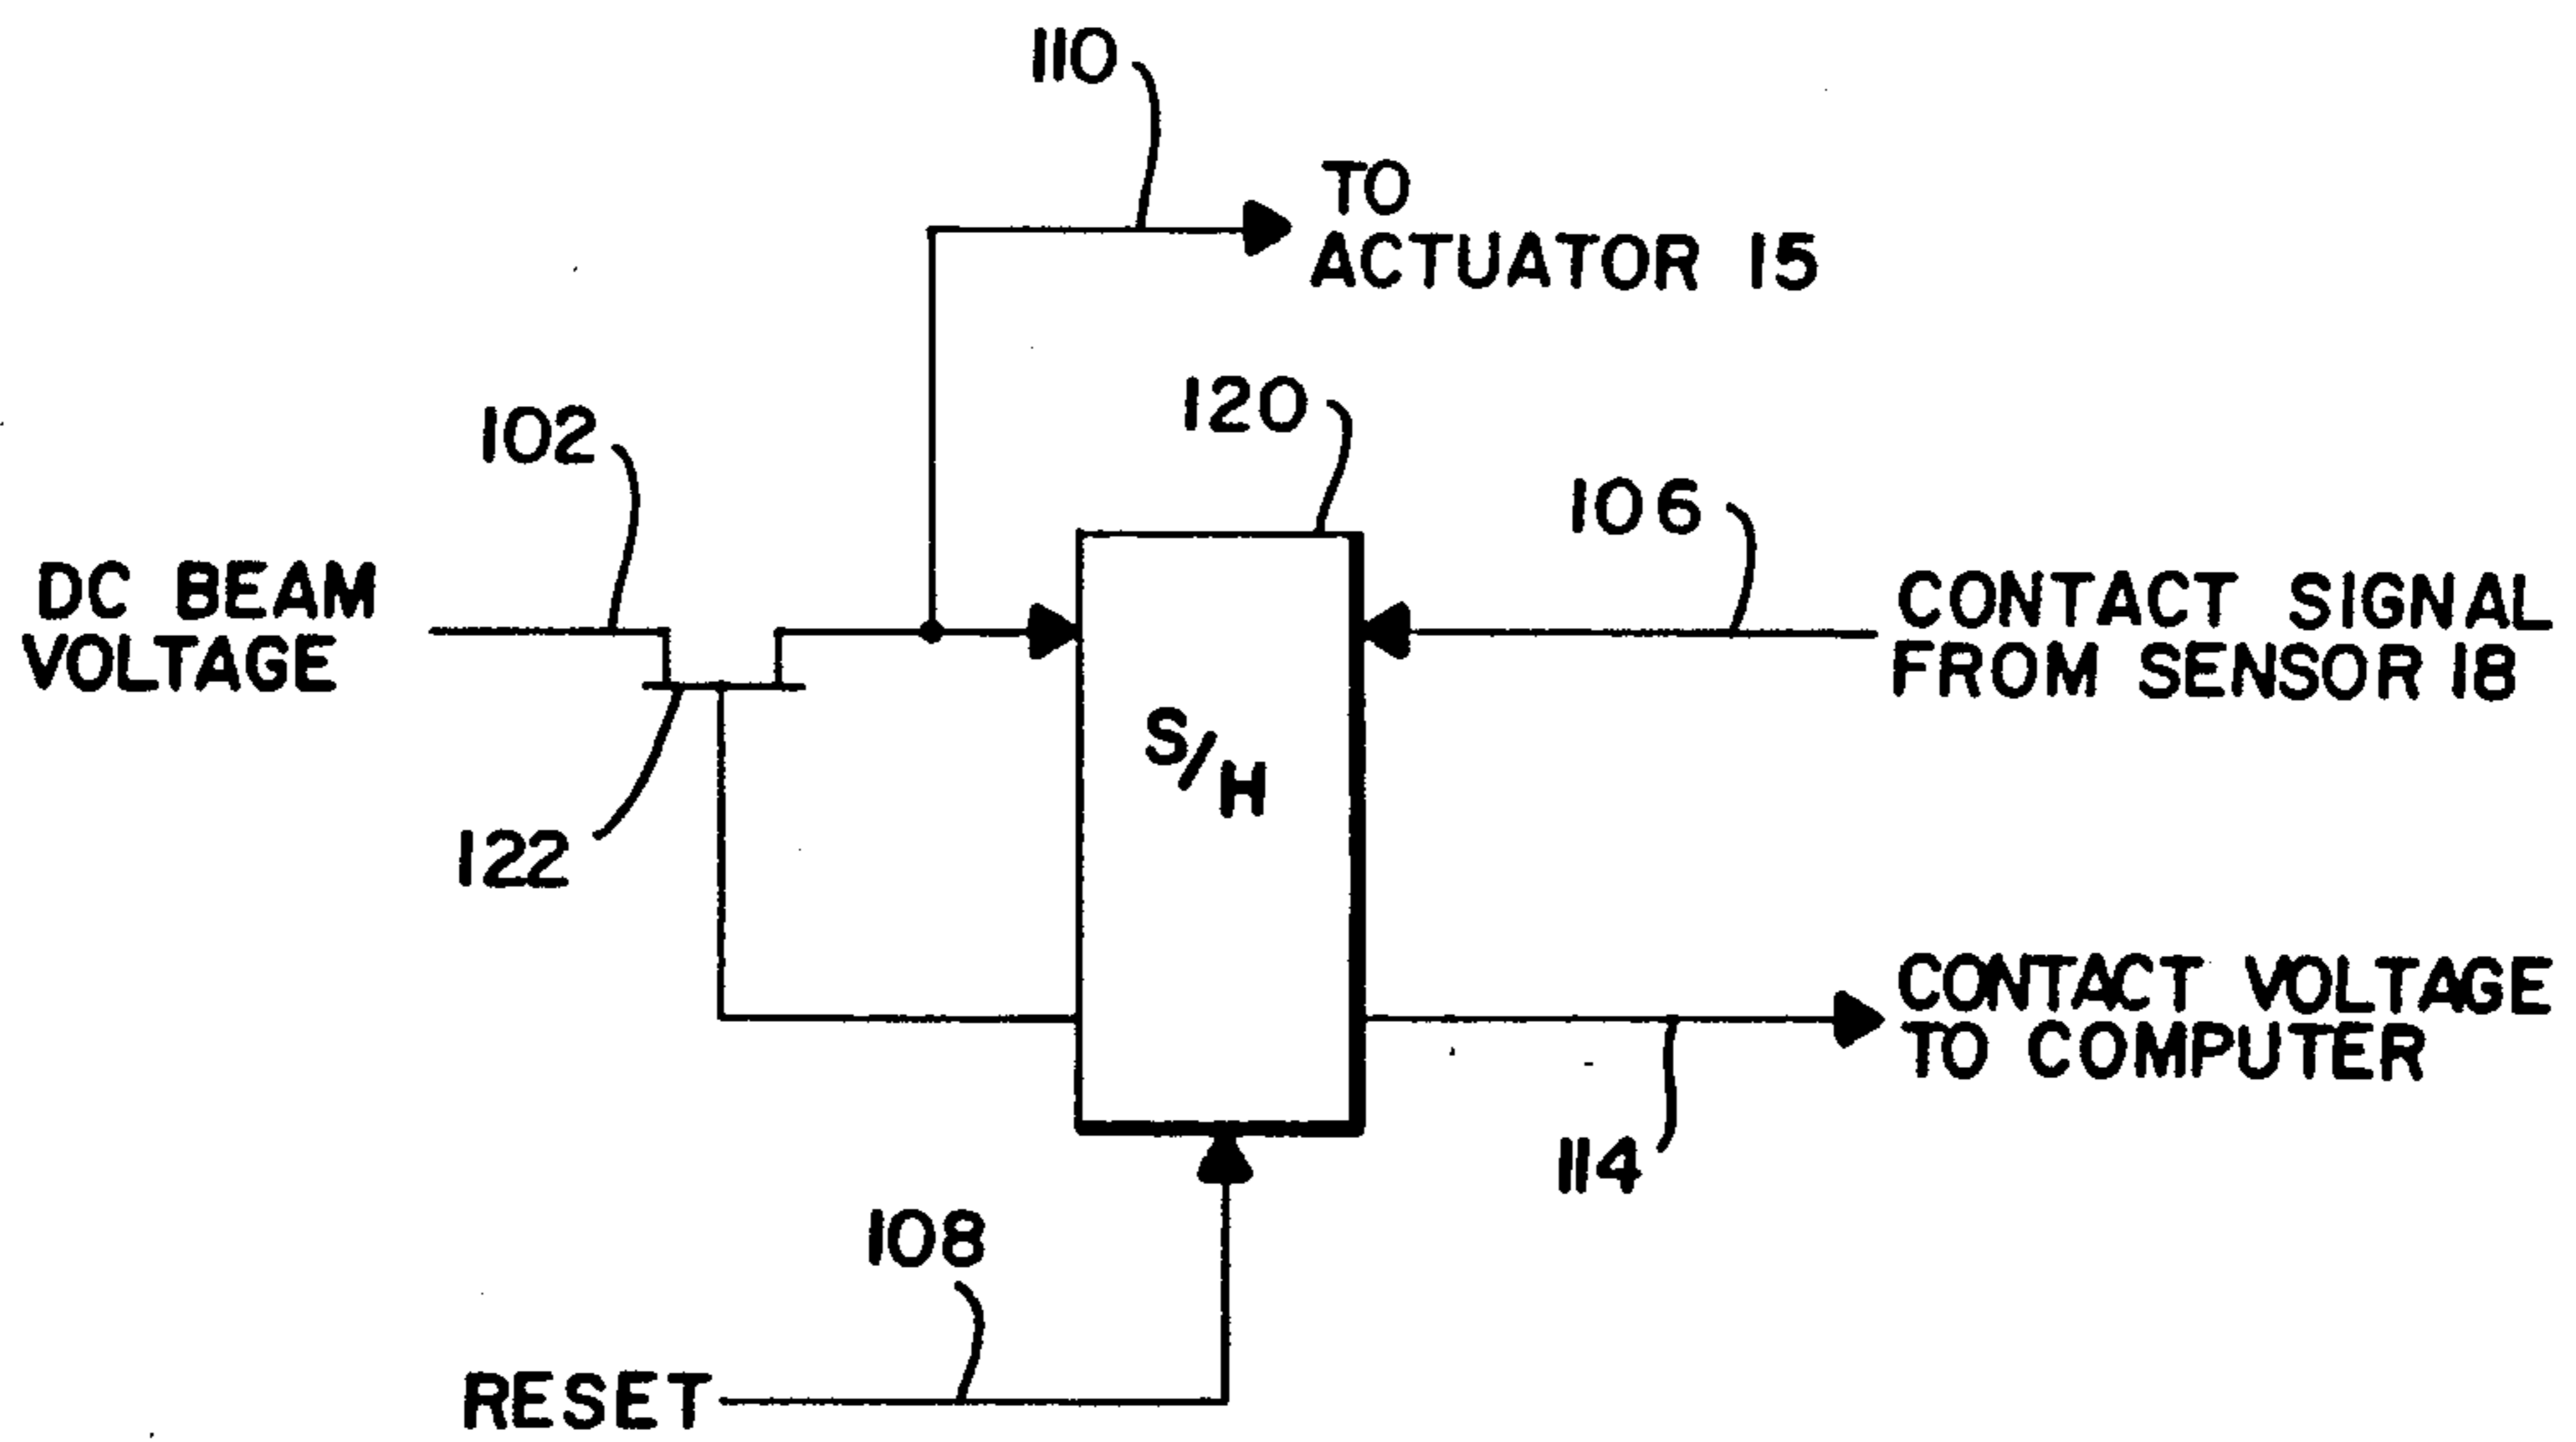 110
TO
ACTUATOR 15
120
102
106
DC BEAM
VOLTAGE
CONTACT SIGNAL
FROM SENSOR 18
S/H
122
CONTACT VOLTAGE
TO COMPUTER
114
108
RESET